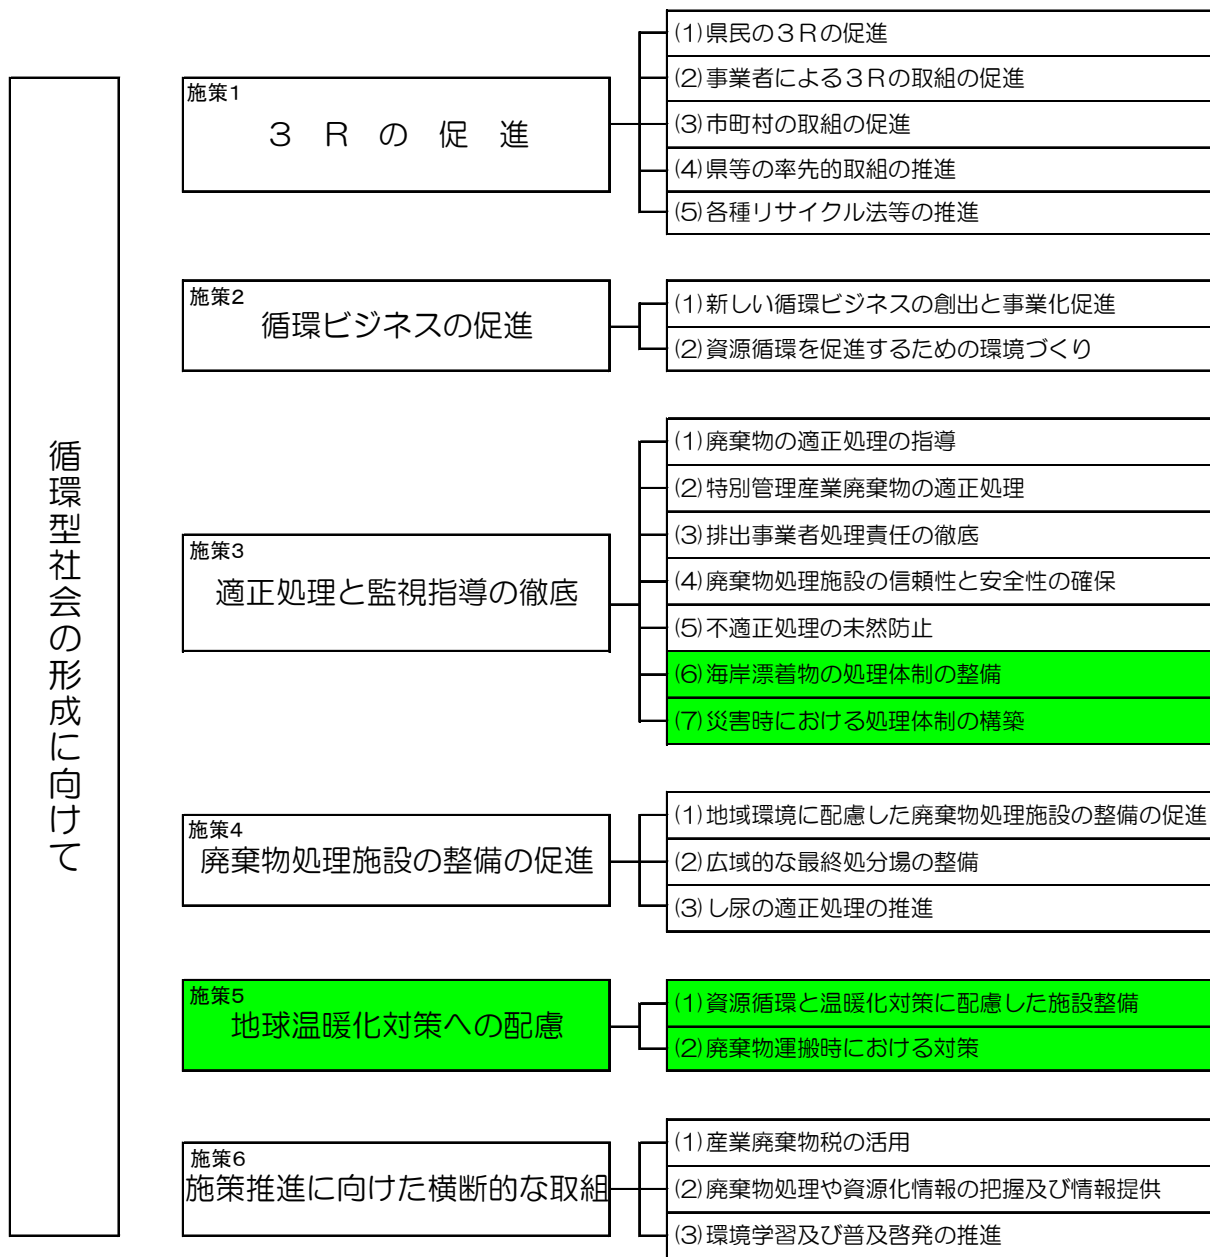 循環型社会の形成に向けて
施策1
３Ｒの促進
(1)県民の３Ｒの促進
(2)事業者による３Ｒの取組の促進
(3)市町村の取組の促進
(4)県等の率先的取組の推進
(5)各種リサイクル法等の推進
施策2
循環ビジネスの促進
(1)新しい循環ビジネスの創出と事業化促進
(2)資源循環を促進するための環境づくり
施策3
適正処理と監視指導の徹底
(1)廃棄物の適正処理の指導
(2)特別管理産業廃棄物の適正処理
(3)排出事業者処理責任の徹底
(4)廃棄物処理施設の信頼性と安全性の確保
(5)不適正処理の未然防止
(6)海岸漂着物の処理体制の整備
(7)災害時における処理体制の構築
施策4
廃棄物処理施設の整備の促進
(1)地域環境に配慮した廃棄物処理施設の整備の促進
(2)広域的な最終処分場の整備
(3)し尿の適正処理の推進
施策5
地球温暖化対策への配慮
(1)資源循環と温暖化対策に配慮した施設整備
(2)廃棄物運搬時における対策
施策6
施策推進に向けた横断的な取組
(1)産業廃棄物税の活用
(2)廃棄物処理や資源化情報の把握及び情報提供
(3)環境学習及び普及啓発の推進